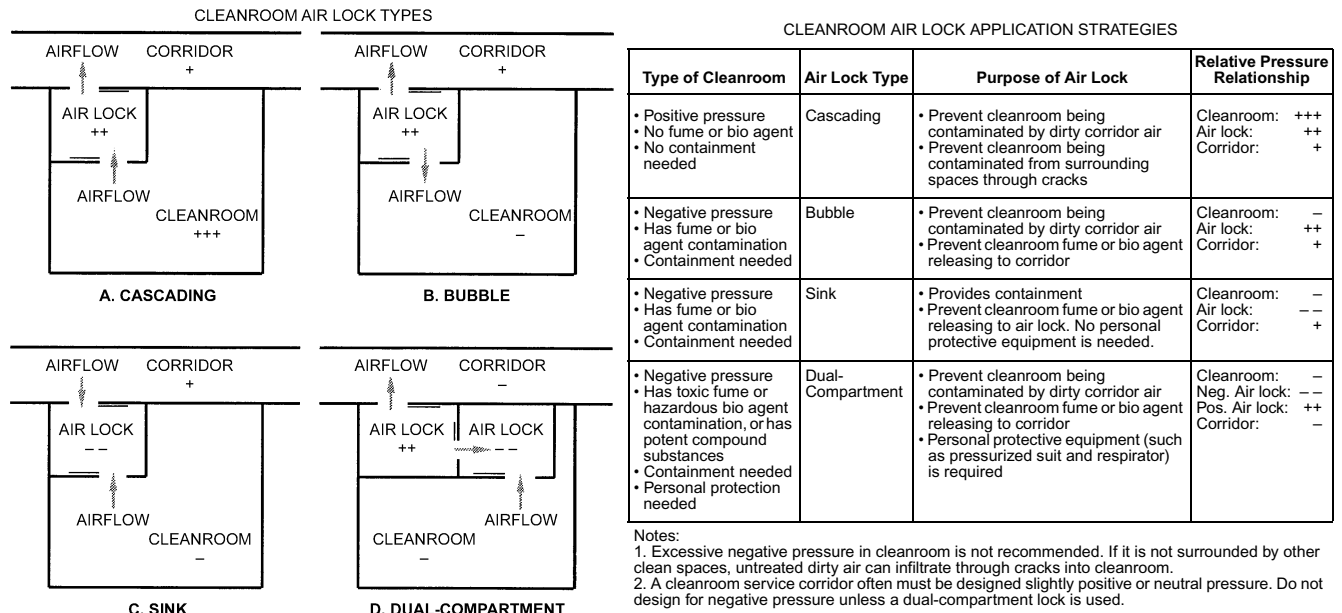 CLEANROOM AIR LOCK TYPES
AIRFLOW CORRIDOR
+
AIR LOCK
++
AIRFLOW
CLEANROOM
+++
A. CASCADING
AIRFLOW CORRIDOR
+
AIR LOCK
++
AIRFLOW
CLEANROOM
–
B. BUBBLE
AIRFLOW CORRIDOR
+
AIR LOCK
– –
AIRFLOW
CLEANROOM
–
C. SINK
AIRFLOW CORRIDOR
–
AIR LOCK AIR LOCK
++ – –
AIRFLOW
CLEANROOM
–
D. DUAL-COMPARTMENT
CLEANROOM AIR LOCK APPLICATION STRATEGIES
Type of Cleanroom
Air Lock Type
Purpose of Air Lock
Relative Pressure
Relationship
• Positive pressure
• No fume or bio agent
• No containment
needed
Cascading
• Prevent cleanroom being
contaminated by dirty corridor air
• Prevent cleanroom being
contaminated from surrounding
spaces through cracks
Cleanroom: +++
Air lock: ++
Corridor: +
• Negative pressure
• Has fume or bio
agent contamination
• Containment needed
Bubble
• Prevent cleanroom being
contaminated by dirty corridor air
• Prevent cleanroom fume or bio agent
releasing to corridor
Cleanroom: –
Air lock: ++
Corridor: +
• Negative pressure
• Has fume or bio
agent contamination
• Containment needed
Sink
• Provides containment
• Prevent cleanroom fume or bio agent
releasing to air lock. No personal
protective equipment is needed.
Cleanroom: –
Air lock: – –
Corridor: +
• Negative pressure
• Has toxic fume or
hazardous bio agent
contamination, or has
potent compound
substances
• Containment needed
• Personal protection
needed
Dual-
Compartment
• Prevent cleanroom being
contaminated by dirty corridor air
• Prevent cleanroom fume or bio agent
releasing to corridor
• Personal protective equipment (such
as pressurized suit and respirator)
is required
Cleanroom: –
Neg. Air lock: – –
Pos. Air lock: ++
Corridor: –
Notes:
1. Excessive negative pressure in cleanroom is not recommended. If it is not surrounded by other
clean spaces, untreated dirty air can infiltrate through cracks into cleanroom.
2. A cleanroom service corridor often must be designed slightly positive or neutral pressure. Do not
design for negative pressure unless a dual-compartment lock is used.